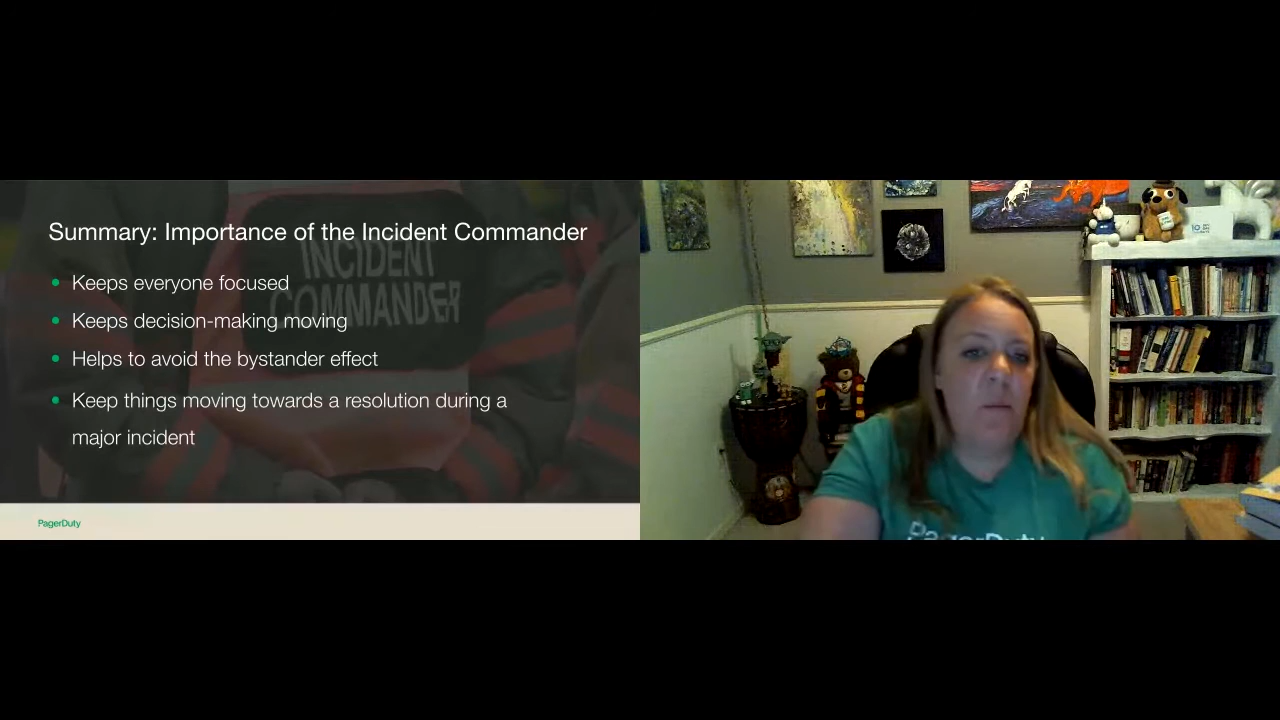 Summary: Importance of the Incident Commander
INCIDENT
COMMANDER
Keeps everyone focused
Keeps decision-making moving
Helps to avoid the bystander effect
Keep things moving towards a resolution during a
major incident
PagerDuty
PagerDuty